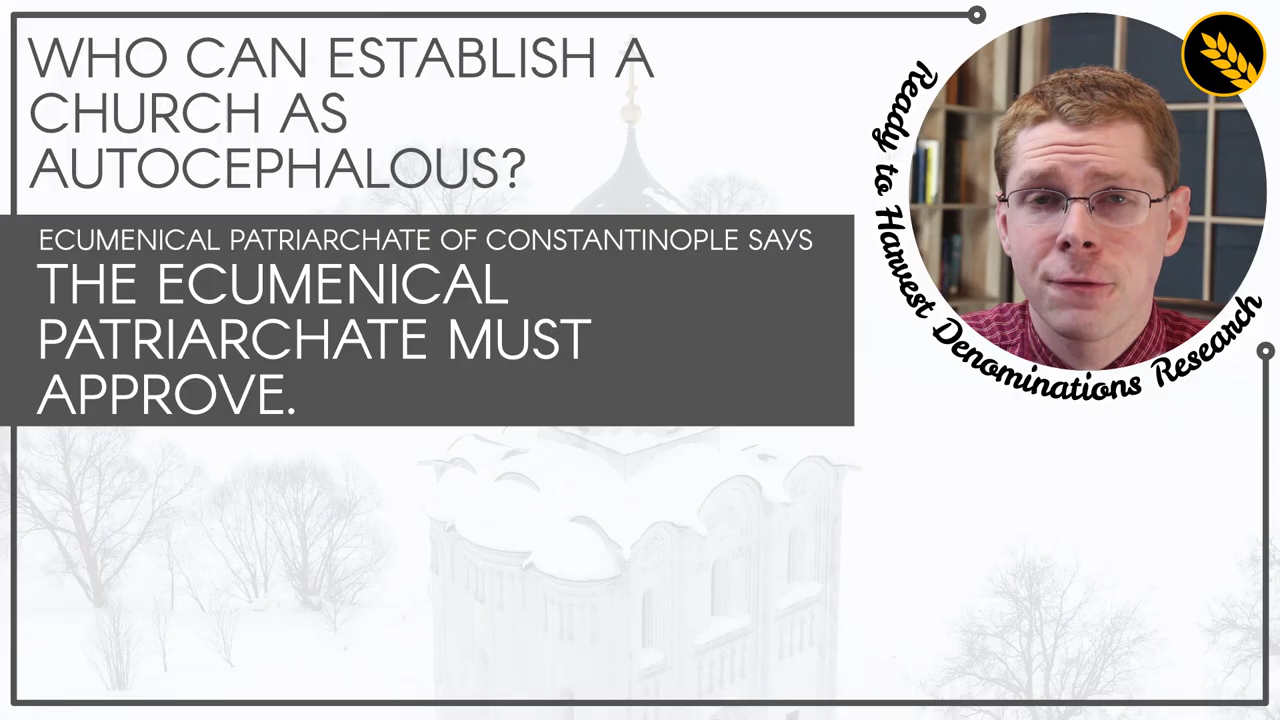 WHO CAN ESTABLISH A
CHURCH AS
AUTOCEPHALOUS?
ECUMENICAL PATRIARCHATE OF CONSTANTINOPLE SAYS
THE ECUMENICAL
PATRIARCHATE MUST
APPROVE.
Ready to Harvest Denominations Research